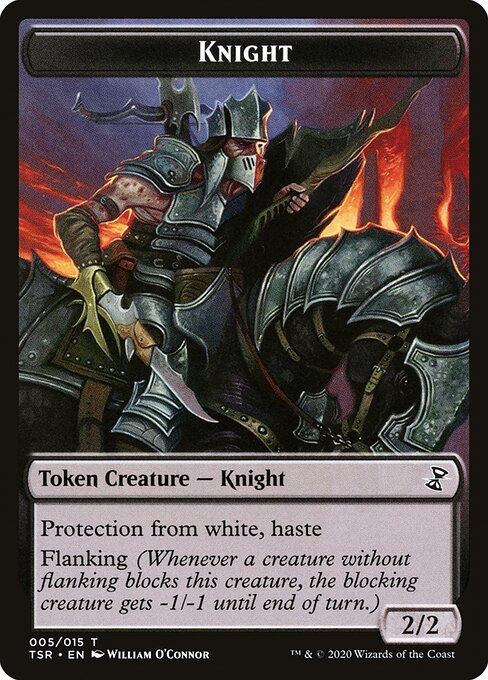 Knight
Token Creature — Knight
Protection from white, haste
Flanking (Whenever a creature without
flanking blocks this creature, the blocking
creature gets -1/-1 until end of turn.)
2/2
005/015 T
TSR • EN William O'Connor
™ & © 2020 Wizards of the Coast